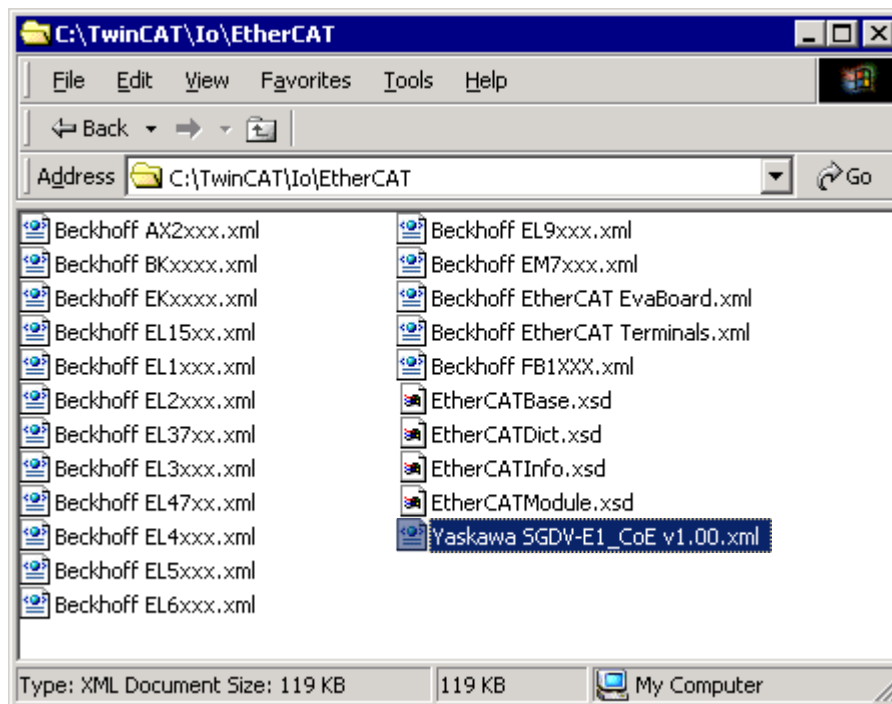 C:\TwinCAT\Io\EtherCAT
File Edit View Favorites Tools Help
Back
Address C:\TwinCAT\Io\EtherCAT Go
Beckhoff AX2xxx.xml
Beckhoff BKxxxx.xml
Beckhoff EKxxxx.xml
Beckhoff EL15xx.xml
Beckhoff EL1xxx.xml
Beckhoff EL2xxx.xml
Beckhoff EL37xx.xml
Beckhoff EL3xxx.xml
Beckhoff EL47xx.xml
Beckhoff EL4xxx.xml
Beckhoff EL5xxx.xml
Beckhoff EL6xxx.xml
Beckhoff EL9xxx.xml
Beckhoff EM7xxx.xml
Beckhoff EtherCAT EvaBoard.xml
Beckhoff EtherCAT Terminals.xml
Beckhoff FB1XXX.xml
EtherCATBase.xsd
EtherCATDict.xsd
EtherCATInfo.xsd
EtherCATModule.xsd
Yaskawa SGDV-E1_CoE v1.00.xml
Type: XML Document Size: 119 KB 119 KB My Computer